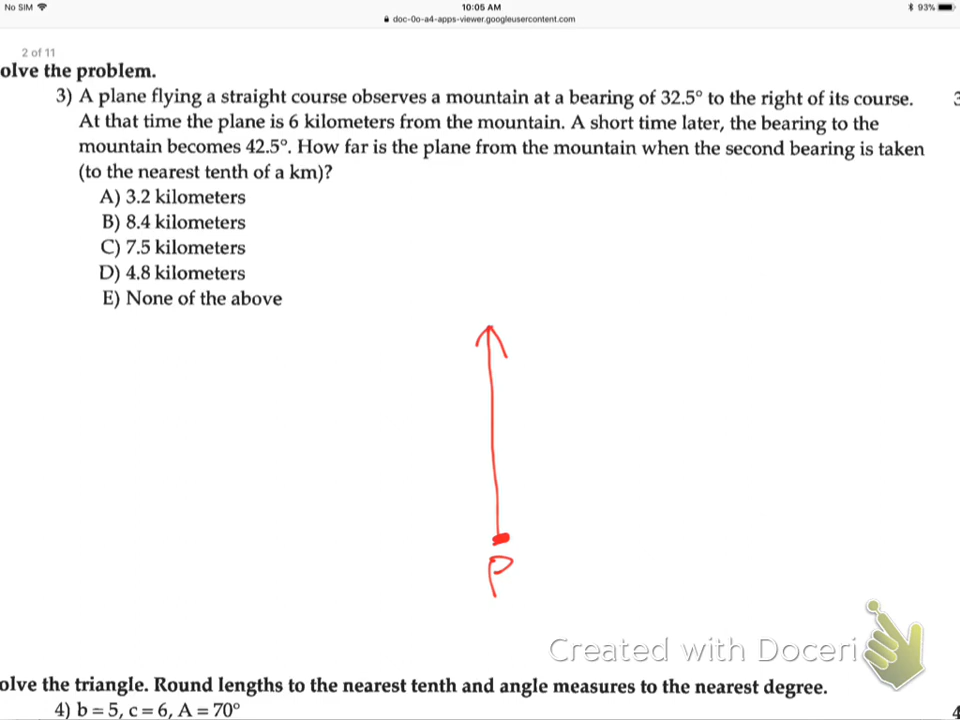 No SIM 10:05 AM 93%
doc-0o-a4-apps-viewer.googleusercontent.com
2 of 11
olve the problem.
3) A plane flying a straight course observes a mountain at a bearing of 32.5° to the right of its course. 3
At that time the plane is 6 kilometers from the mountain. A short time later, the bearing to the
mountain becomes 42.5°. How far is the plane from the mountain when the second bearing is taken
(to the nearest tenth of a km)?
A) 3.2 kilometers
B) 8.4 kilometers
C) 7.5 kilometers
D) 4.8 kilometers
E) None of the above
P
Created with Doceri
olve the triangle. Round lengths to the nearest tenth and angle measures to the nearest degree.
4) b = 5, c = 6, A = 70° 4